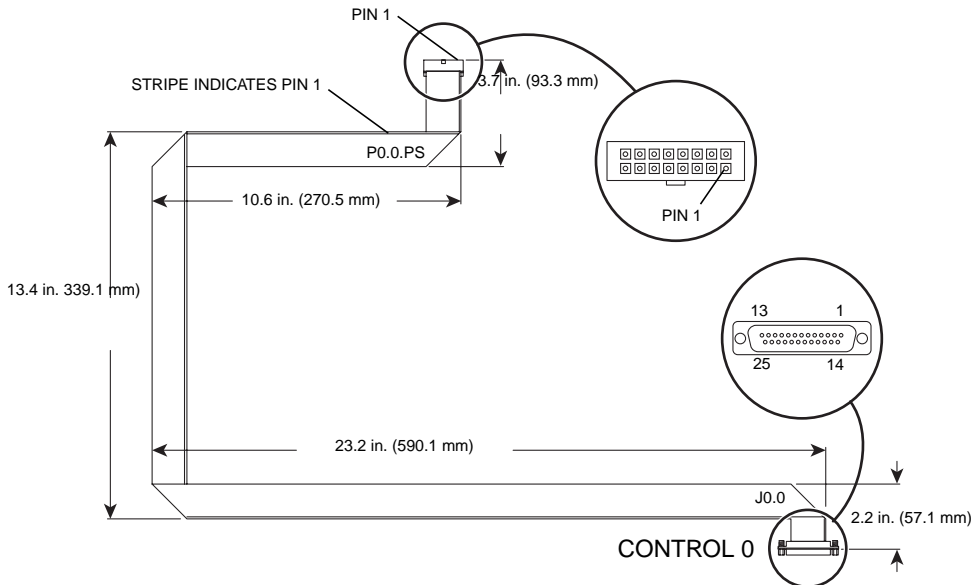 PIN 1
3.7 in. (93.3 mm)
STRIPE INDICATES PIN 1
P0.0.PS
10.6 in. (270.5 mm)
PIN 1
13.4 in. 339.1 mm)
13 1
25 14
23.2 in. (590.1 mm)
J0.0
2.2 in. (57.1 mm)
CONTROL 0